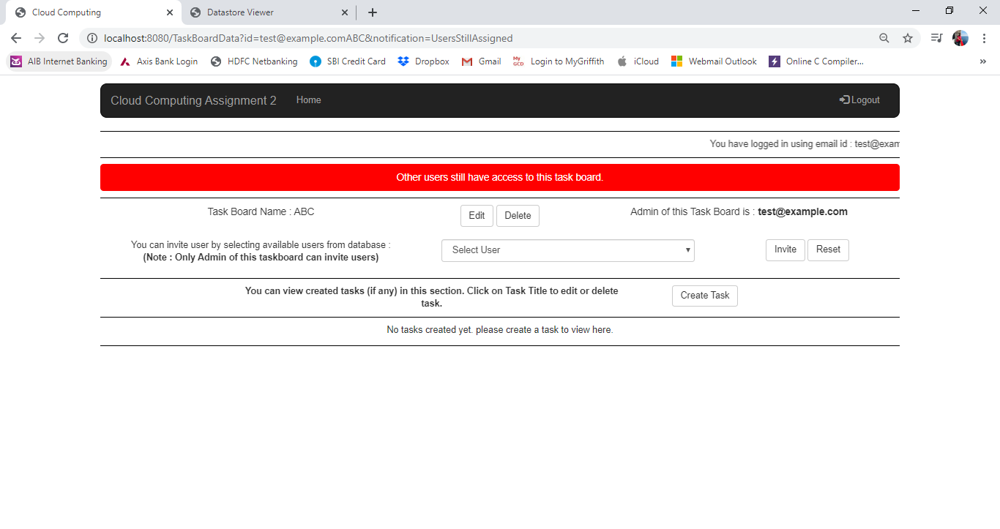 Cloud Computing
Datastore Viewer
localhost:8080/TaskBoardData?id=test@example.comABC&notification=UsersStillAssigned
AIB Internet Banking Axis Bank Login HDFC Netbanking SBI Credit Card Dropbox Gmail My GCD Login to MyGriffith iCloud Webmail Outlook Online C Compiler... »
Cloud Computing Assignment 2 Home Logout
You have logged in using email id : test@exam
Other users still have access to this task board.
Task Board Name : ABC Edit Delete Admin of this Task Board is : test@example.com
You can invite user by selecting available users from database :
(Note : Only Admin of this taskboard can invite users)
Select User Invite Reset
You can view created tasks (if any) in this section. Click on Task Title to edit or delete
task.
Create Task
No tasks created yet. please create a task to view here.